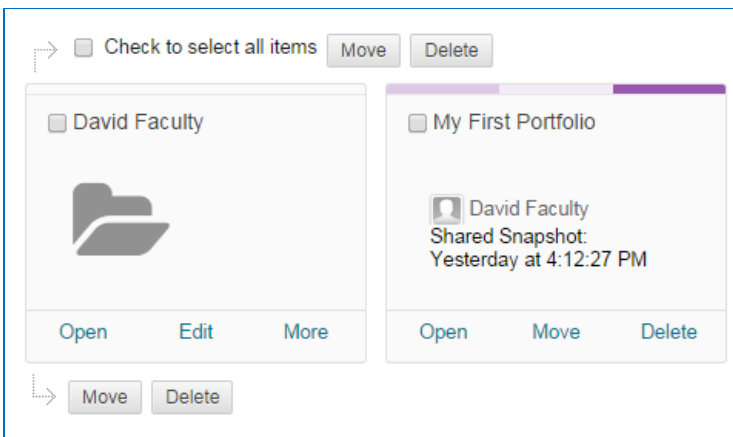 Check to select all items Move Delete
David Faculty
My First Portfolio
David Faculty
Shared Snapshot:
Yesterday at 4:12:27 PM
Open Edit More
Open Move Delete
Move Delete